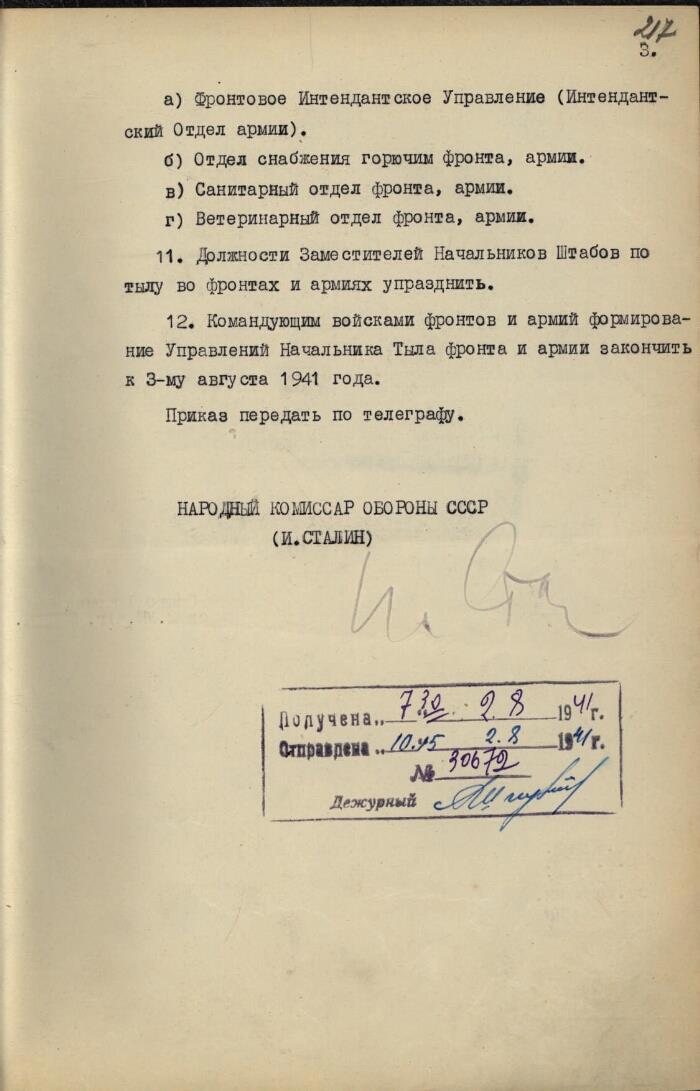 217
3.
а) Фронтовое Интендантское Управление (Интендант-
ский Отдел армии).
б) Отдел снабжения горючим фронта, армии.
в) Санитарный отдел фронта, армии.
г) Ветеринарный отдел фронта, армии.
11. Должности Заместителей Начальников Штабов по
тылу во фронтах и армиях упразднить.
12. Командующим войсками фронтов и армий формирова-
ние Управлений Начальника Тыла фронта и армии закончить
к 3-му августа 1941 года.
Приказ передать по телеграфу.
НАРОДНЫЙ КОМИССАР ОБОРОНЫ СССР
(И.СТАЛИН)
Получена „ 7 30 " 2.8 1941 г.
Отправлена „ 10.45 2.8 1941 г.
№ 30672
Дежурный